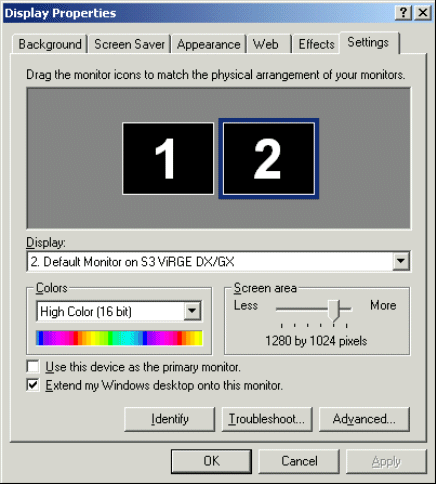 Display Properties
Background Screen Saver Appearance Web Effects Settings
Drag the monitor icons to match the physical arrangement of your monitors.
1 2
Display:
2. Default Monitor on S3 ViRGE DX/GX
Colors
High Color (16 bit)
Screen area
Less More
1280 by 1024 pixels
Use this device as the primary monitor.
Extend my Windows desktop onto this monitor.
Identify Troubleshoot... Advanced...
OK Cancel Apply